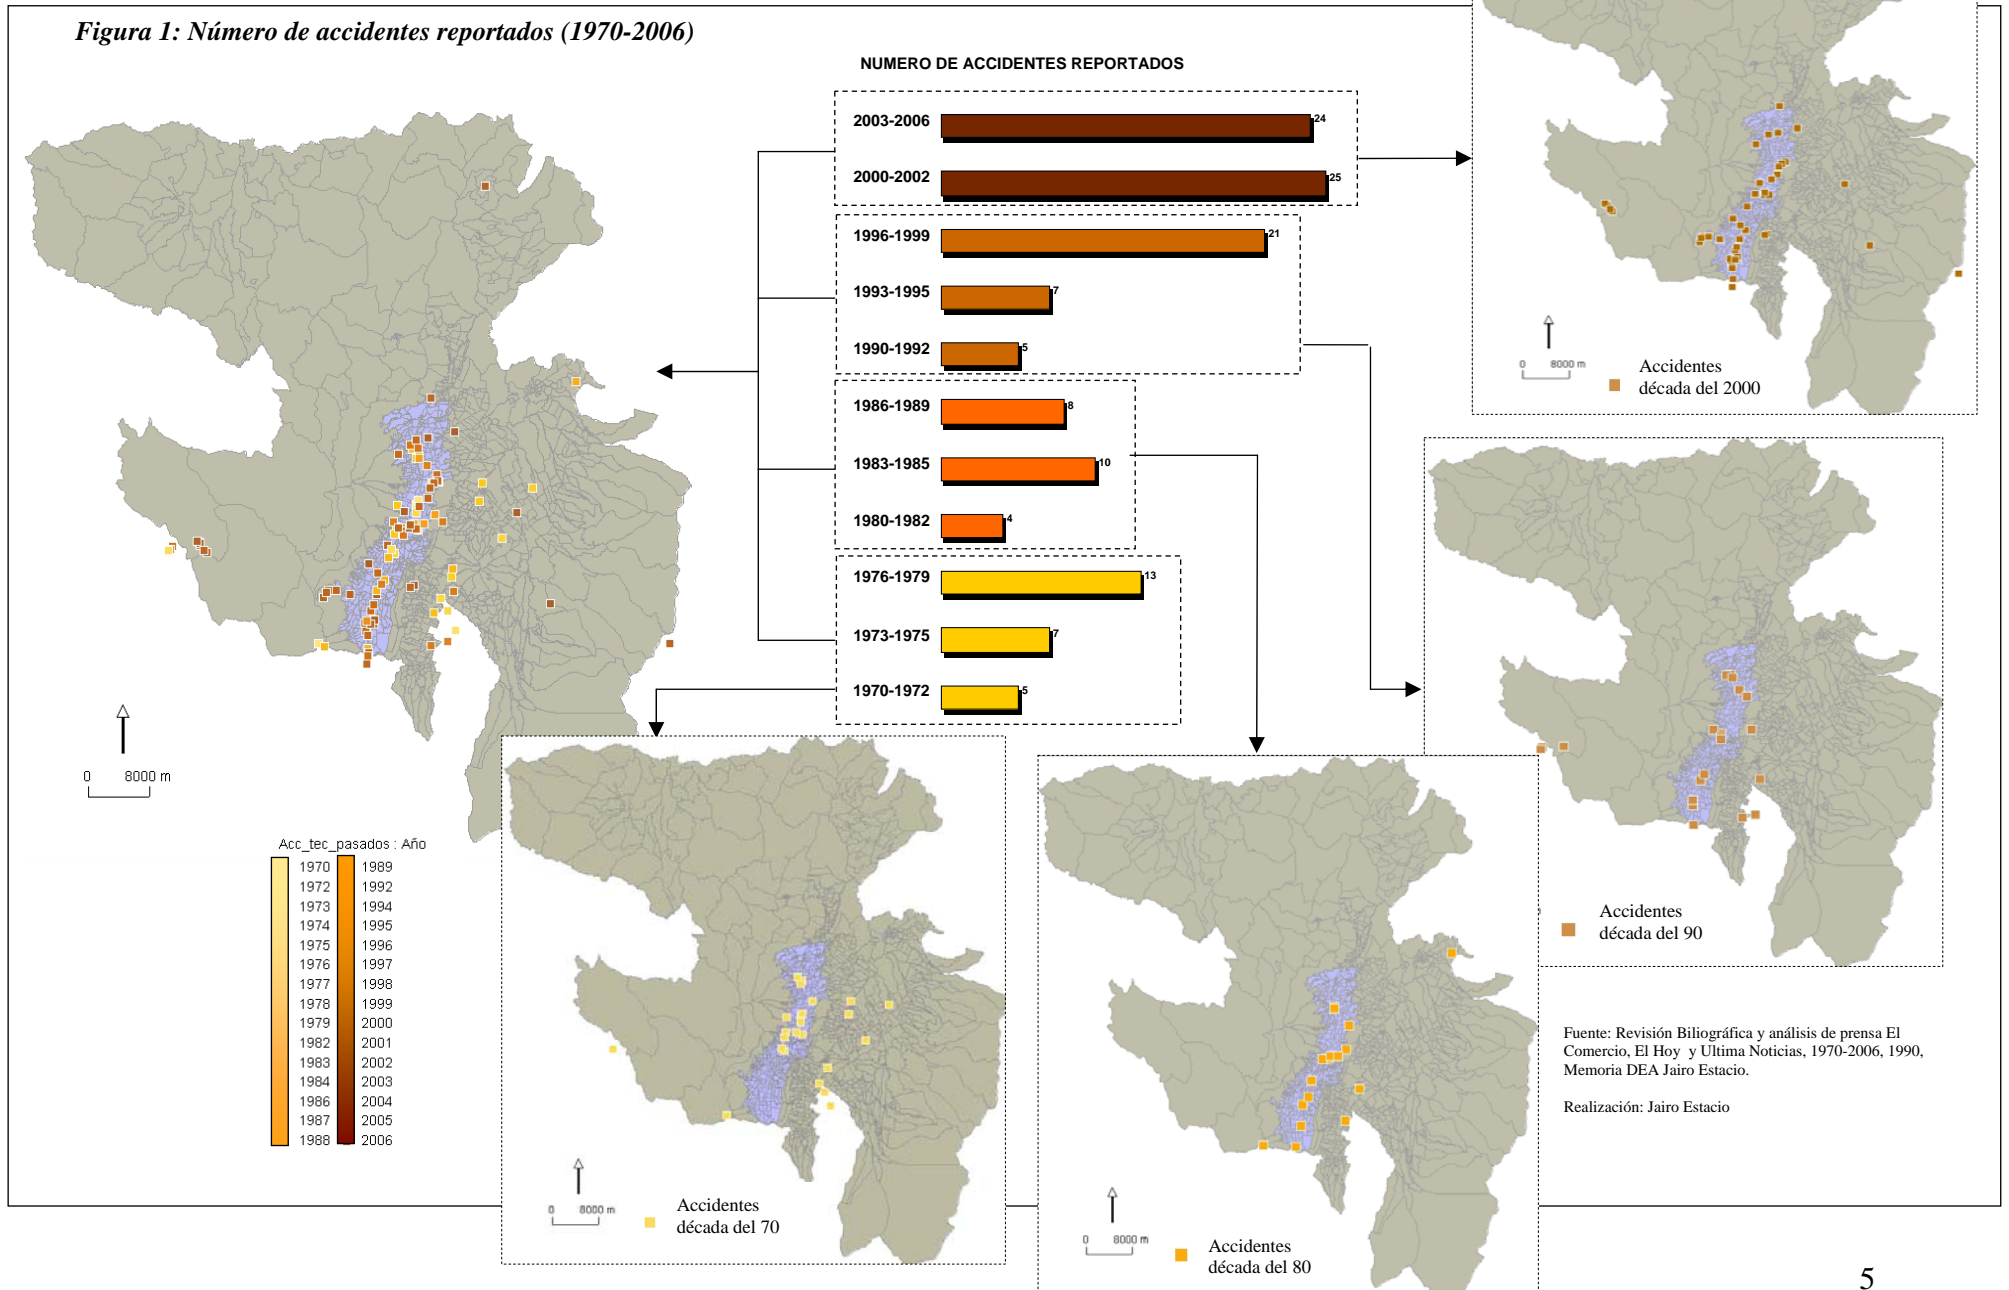 Figura 1: Número de accidentes reportados (1970-2006)
NUMERO DE ACCIDENTES REPORTADOS
2003-2006 24
2000-2002 25
1996-1999 21
1993-1995 7
1990-1992 5
1986-1989 8
1983-1985 10
1980-1982 4
1976-1979 13
1973-1975 7
1970-1972 5
0 8000 m
Accidentes
década del 2000
0 8000 m
Acc_tec_pasados : Año
1970 1989
1972 1992
1973 1994
1974 1995
1975 1996
1976 1997
1977 1998
1978 1999
1979 2000
1982 2001
1983 2002
1984 2003
1986 2004
1987 2005
1988 2006
Accidentes
década del 90
0 8000 m
Accidentes
década del 70
0 8000 m
Accidentes
década del 80
Fuente: Revisión Biliográfica y análisis de prensa El
Comercio, El Hoy y Ultima Noticias, 1970-2006, 1990,
Memoria DEA Jairo Estacio.
Realización: Jairo Estacio
5